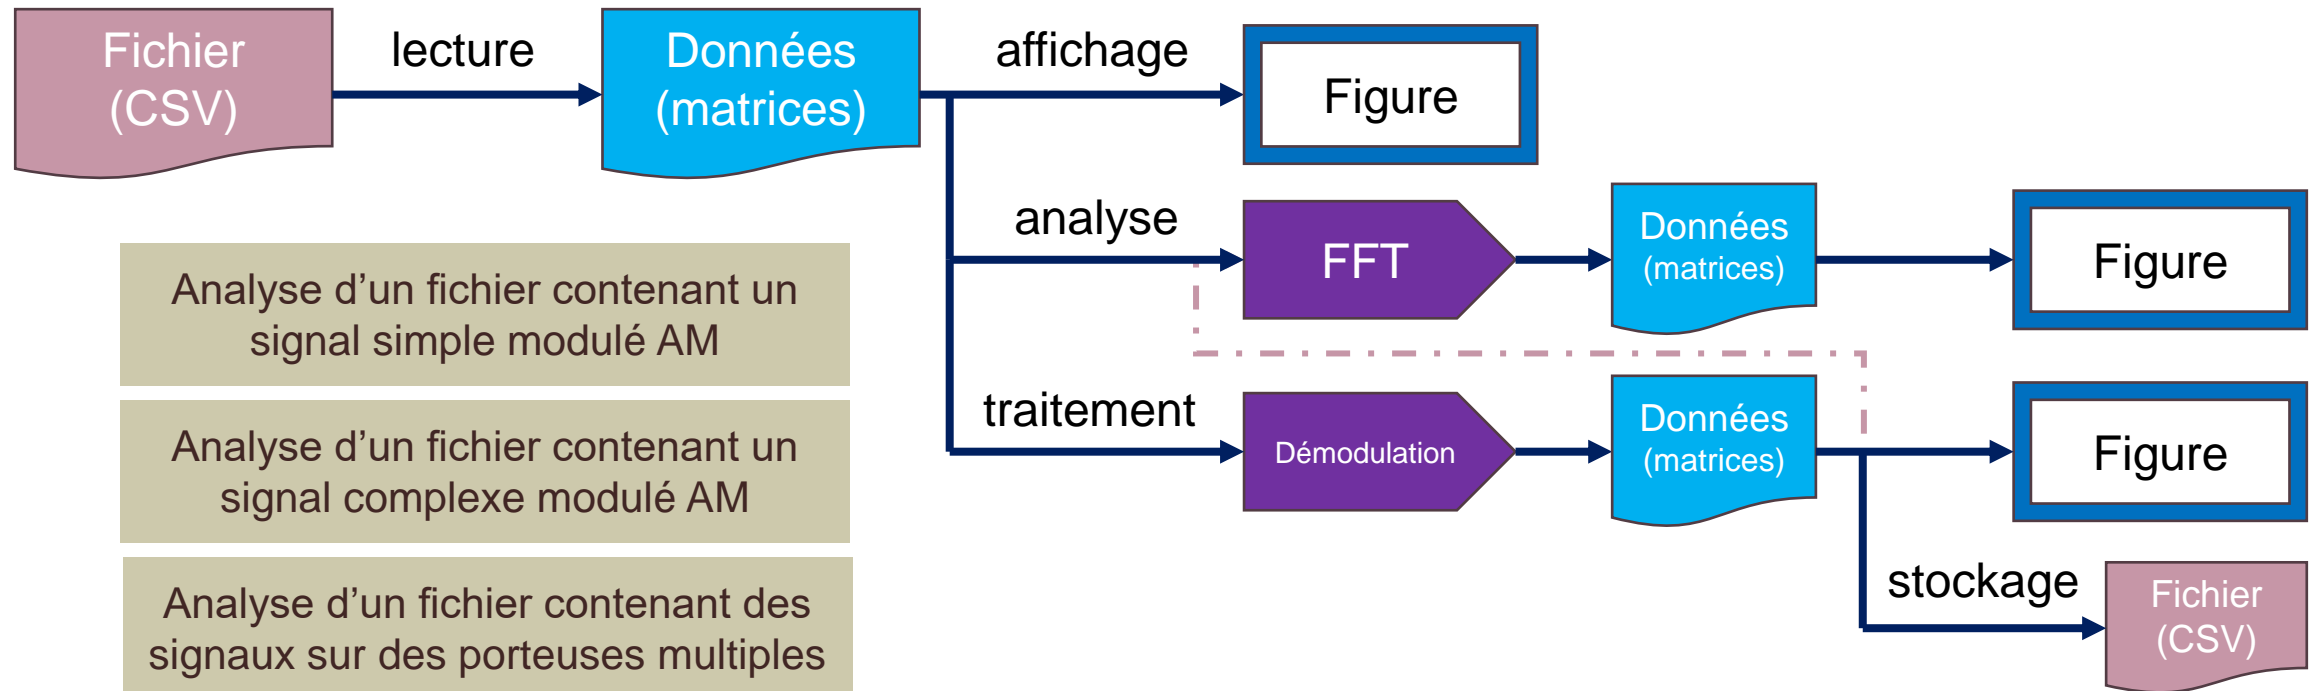 Fichier
(CSV)
lecture
Données
(matrices)
affichage
Figure
analyse
FFT
Données
(matrices)
Figure
traitement
Démodulation
Données
(matrices)
Figure
stockage
Fichier
(CSV)
Analyse d’un fichier contenant un
signal simple modulé AM
Analyse d’un fichier contenant un
signal complexe modulé AM
Analyse d’un fichier contenant des
signaux sur des porteuses multiples